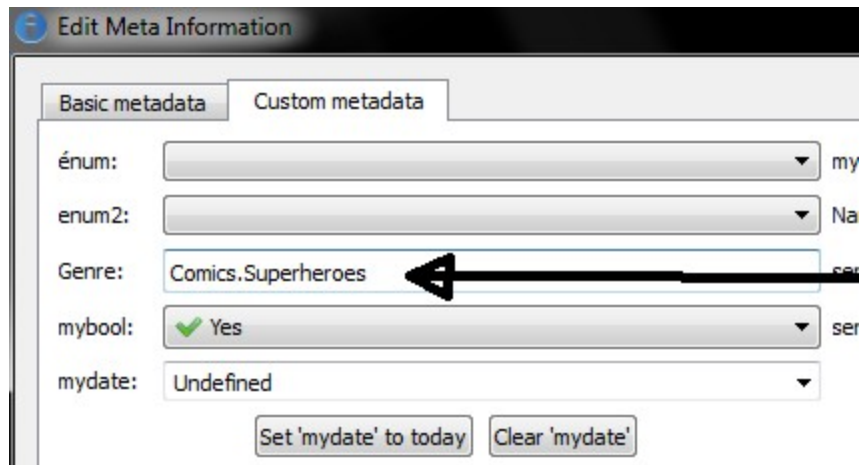 Edit Meta Information
Basic metadata Custom metadata
énum: my
enum2: Na
Genre: Comics.Superheroes
mybool: Yes ser
mydate: Undefined
Set 'mydate' to today Clear 'mydate'